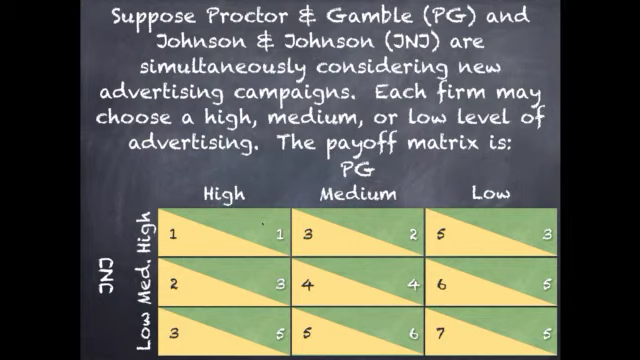 Suppose Proctor & Gamble (PG) and
Johnson & Johnson (JNJ) are
simultaneously considering new
advertising campaigns. Each firm may
choose a high, medium, or low level of
advertising. The payoff matrix is:
PG
High Medium Low
JNJ
High 1 1 3 2 5 3
Med. 2 3 4 4 6 5
Low 3 5 5 6 7 5